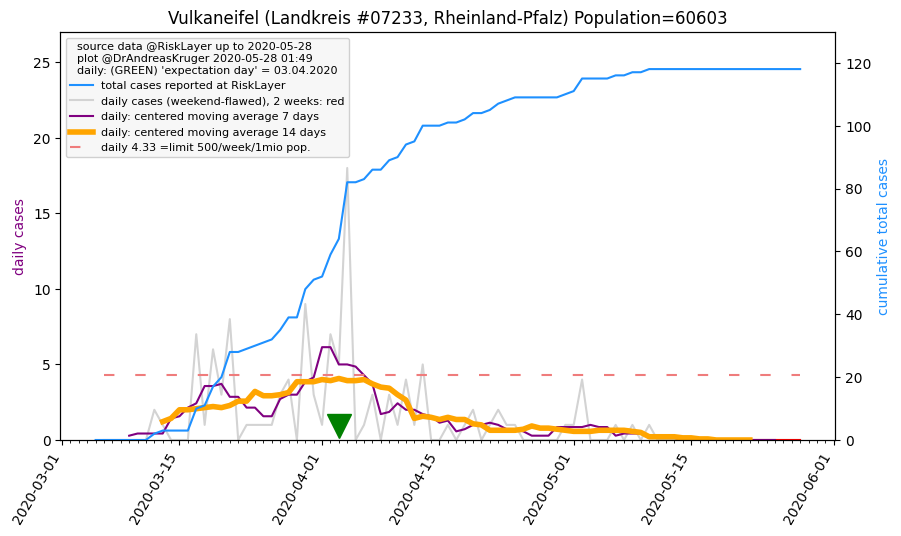 Vulkaneifel (Landkreis #07233, Rheinland-Pfalz) Population=60603
source data @RiskLayer up to 2020-05-28
plot @DrAndreasKruger 2020-05-28 01:49
daily: (GREEN) 'expectation day' = 03.04.2020
total cases reported at RiskLayer
daily cases (weekend-flawed), 2 weeks: red
daily: centered moving average 7 days
daily: centered moving average 14 days
daily 4.33 =limit 500/week/1mio pop.
daily cases
25
20
15
10
5
0
cumulative total cases
120
100
80
60
40
20
0
2020-03-01
2020-03-15
2020-04-01
2020-04-15
2020-05-01
2020-05-15
2020-06-01